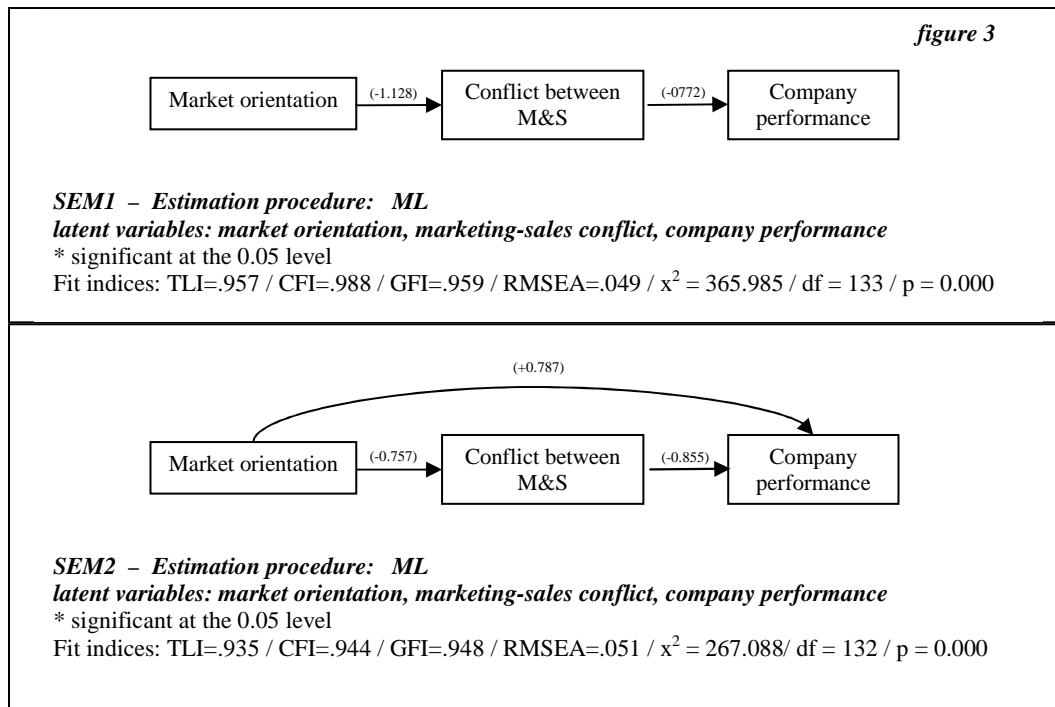 figure 3
Market orientation
(-1.128)
Conflict between
M&S
(-0772)
Company
performance
SEM1 – Estimation procedure: ML
latent variables: market orientation, marketing-sales conflict, company performance
* significant at the 0.05 level
Fit indices: TLI=.957 / CFI=.988 / GFI=.959 / RMSEA=.049 / x² = 365.985 / df = 133 / p = 0.000
(+0.787)
Market orientation
(-0.757)
Conflict between
M&S
(-0.855)
Company
performance
SEM2 – Estimation procedure: ML
latent variables: market orientation, marketing-sales conflict, company performance
* significant at the 0.05 level
Fit indices: TLI=.935 / CFI=.944 / GFI=.948 / RMSEA=.051 / x² = 267.088/ df = 132 / p = 0.000